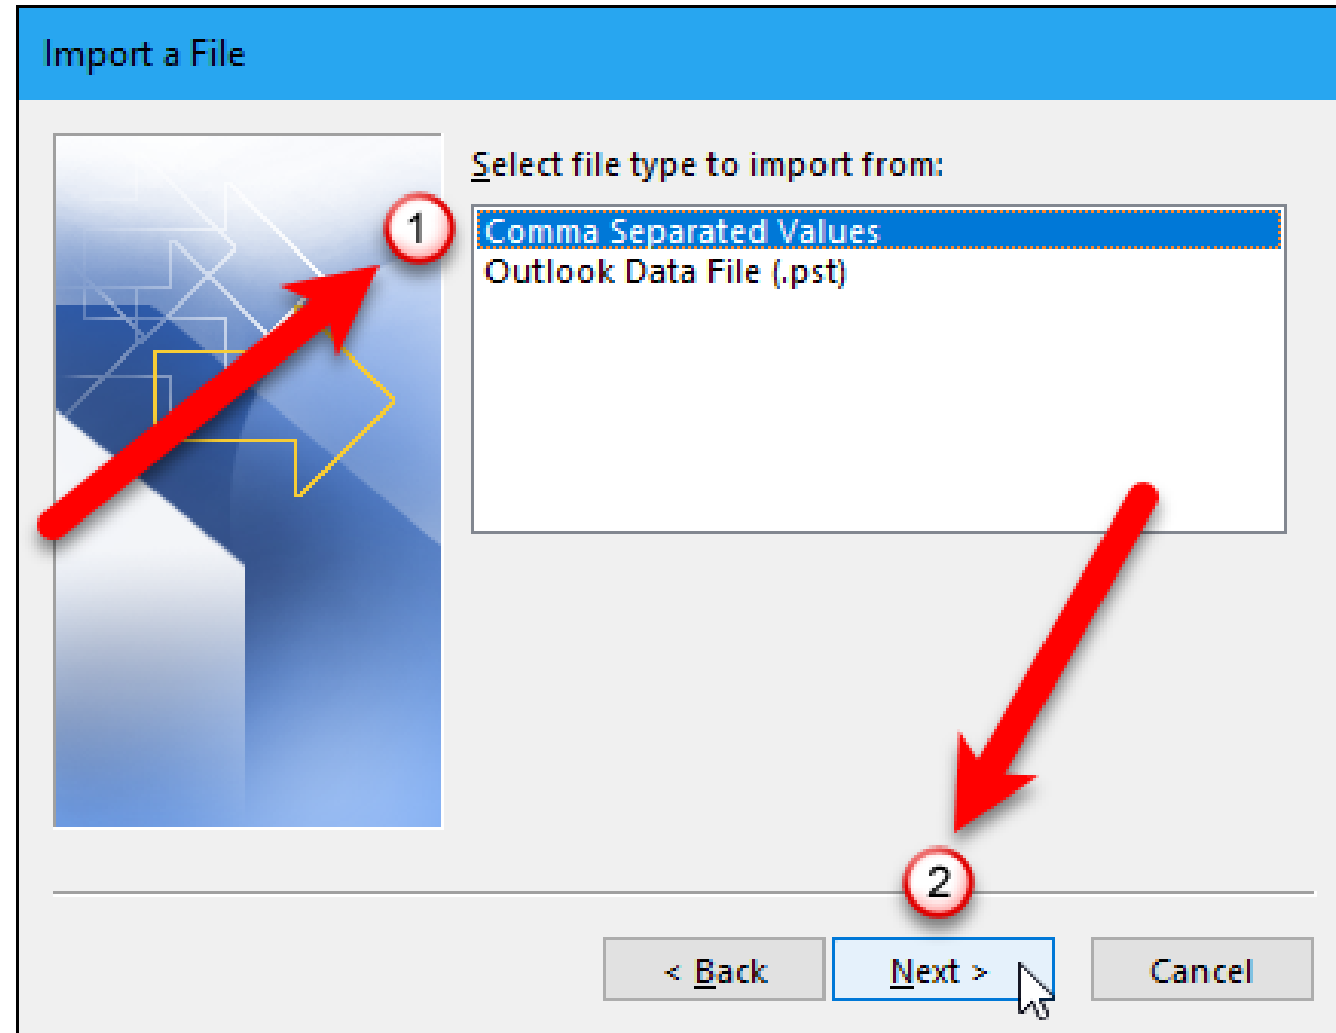 Import a File
Select file type to import from:
1
Comma Separated Values
Outlook Data File (.pst)
2
< Back
Next >
Cancel